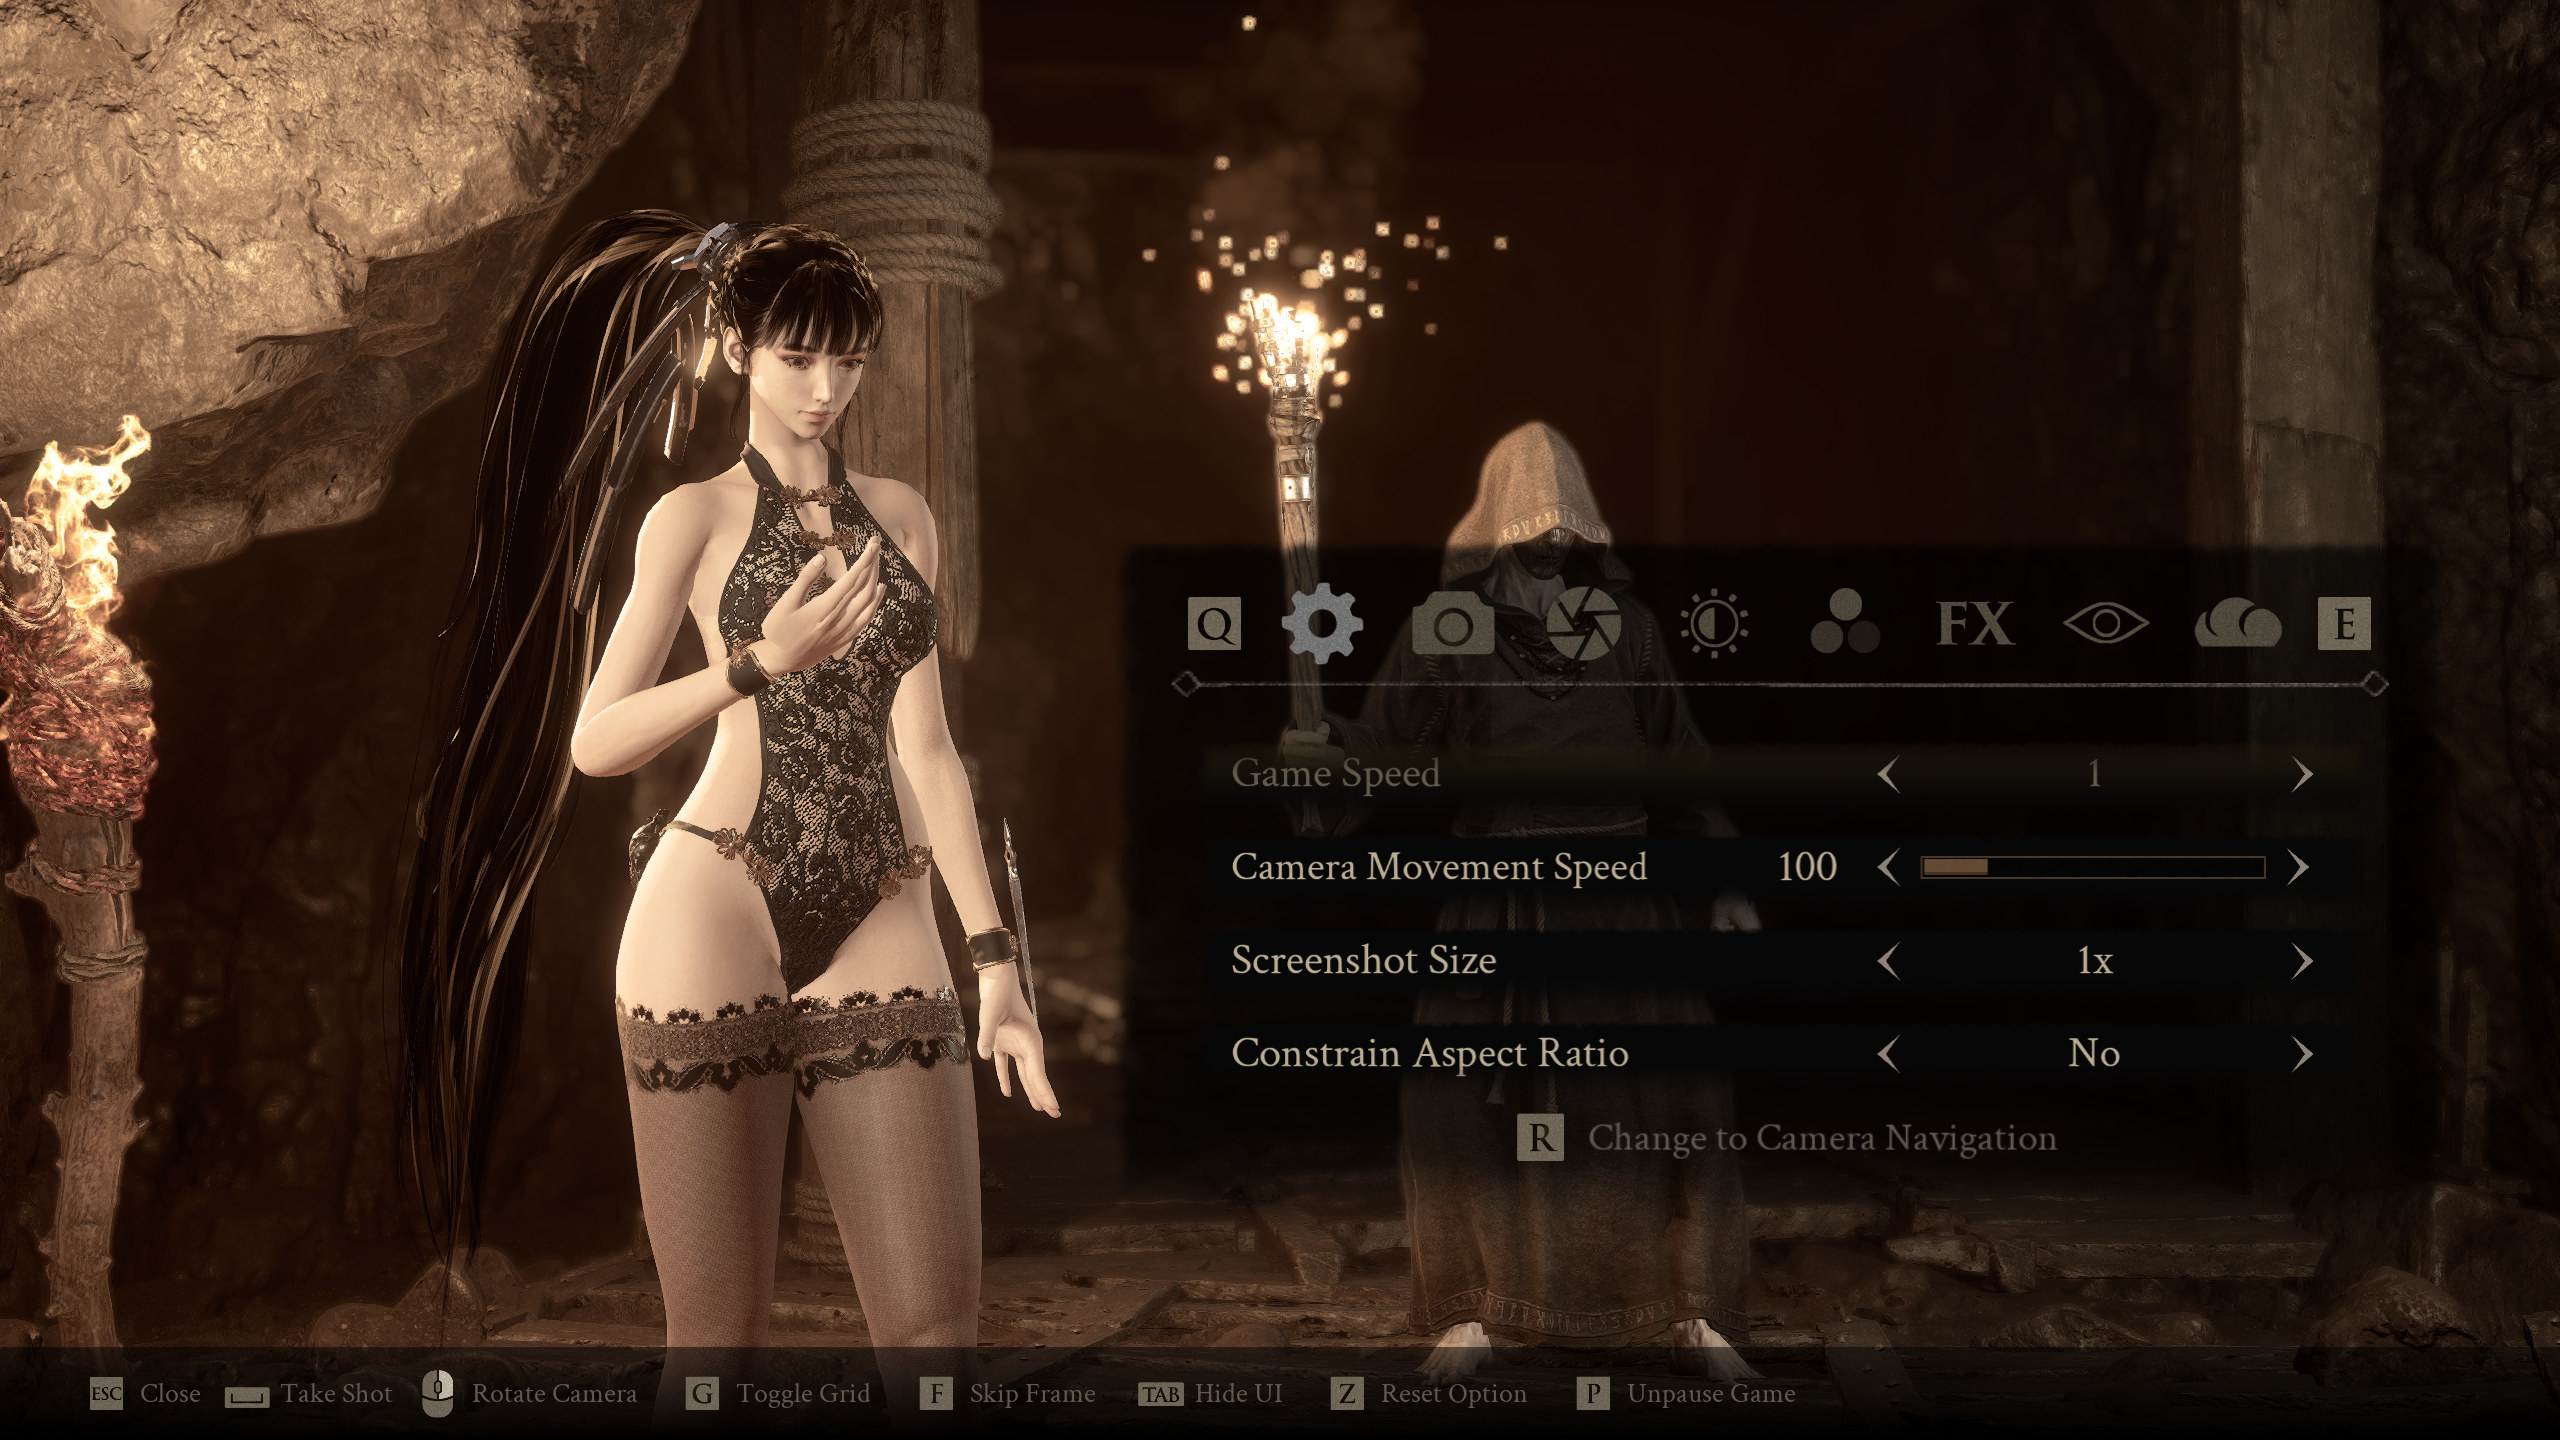 Q FX E
Game Speed 1
Camera Movement Speed 100
Screenshot Size 1x
Constrain Aspect Ratio No
R Change to Camera Navigation
ESC Close Take Shot Rotate Camera G Toggle Grid F Skip Frame TAB Hide UI Z Reset Option P Unpause Game